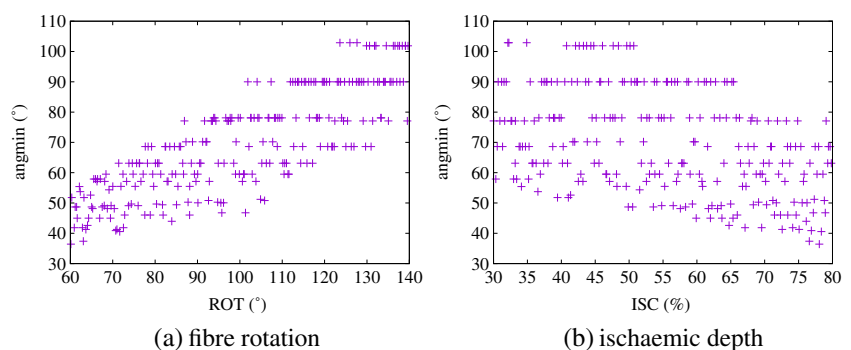 110
100
90
80
70
60
50
40
30
angmin (°)
60 70 80 90 100 110 120 130 140
ROT (°)
(a) fibre rotation
110
100
90
80
70
60
50
40
30
angmin (°)
30 35 40 45 50 55 60 65 70 75 80
ISC (%)
(b) ischaemic depth